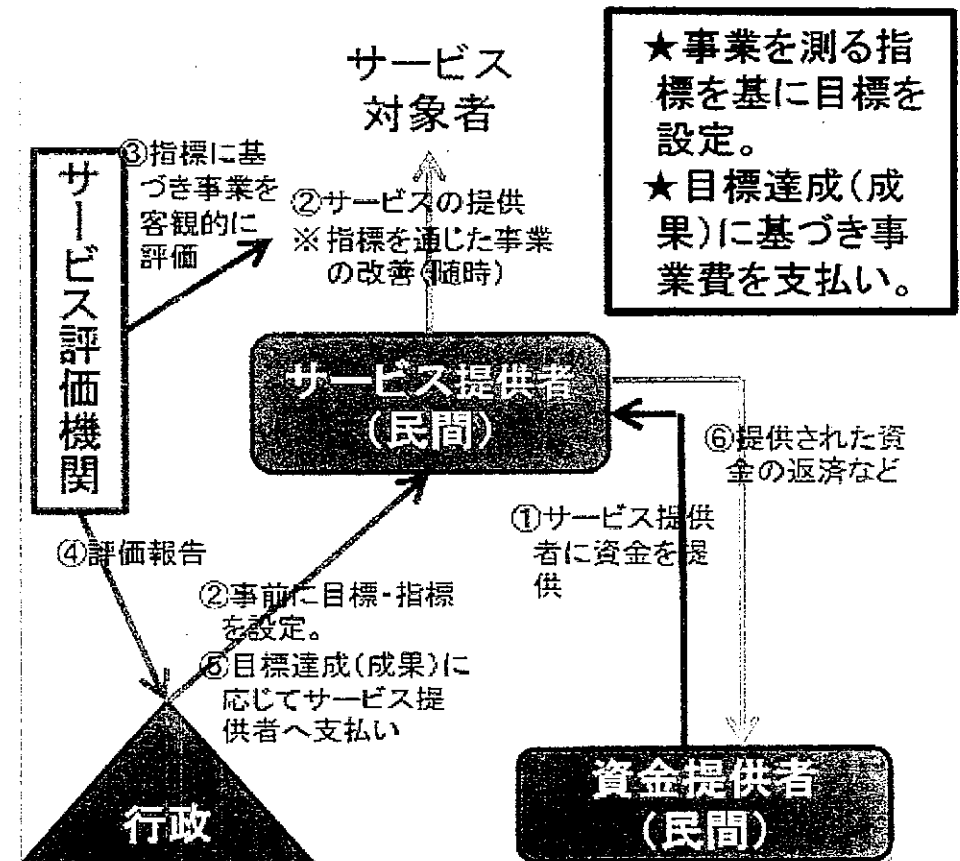 サービス
対象者
★事業を測る指
標を基に目標を
設定。
★目標達成(成
果)に基づき事
業費を支払い。
サービス評価機関
③指標に基
づき事業を
客観的に
評価
②サービスの提供
※指標を通じた事業
の改善(随時)
サービス提供者
(民間)
⑥提供された資
金の返済など
①サービス提供
者に資金を提
供
④評価報告
②事前に目標・指標
を設定。
⑤目標達成(成果)に
応じてサービス提
供者へ支払い
行政
資金提供者
(民間)